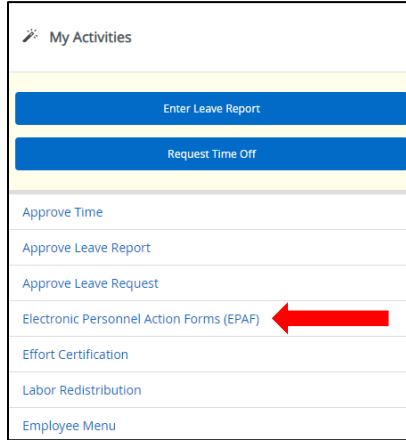 My Activities
Enter Leave Report
Request Time Off
Approve Time
Approve Leave Report
Approve Leave Request
Electronic Personnel Action Forms (EPAF)
Effort Certification
Labor Redistribution
Employee Menu